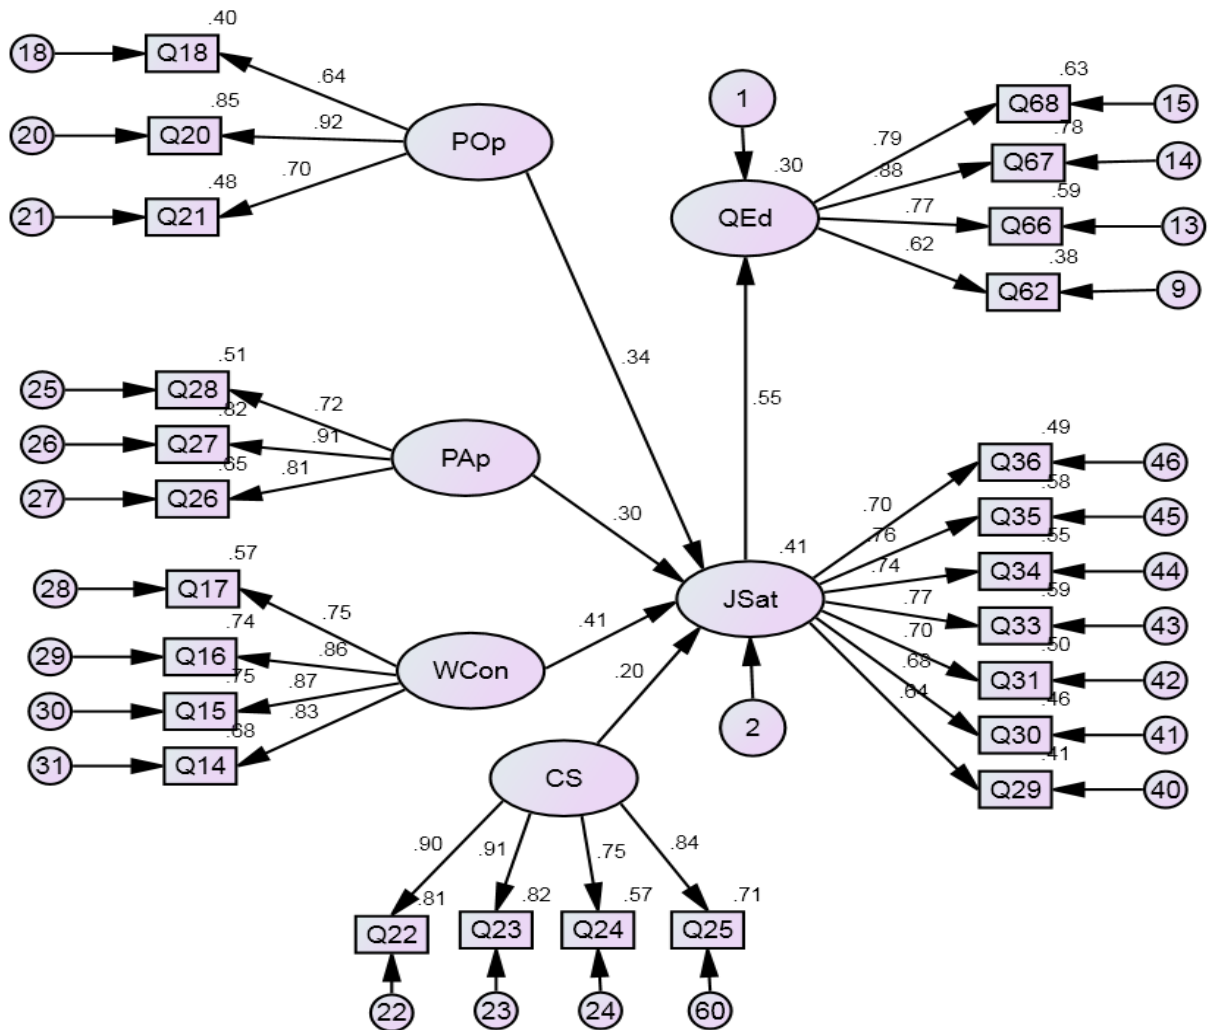 .40
18 Q18
.64
.85
20 Q20 .92
.48 .70
21 Q21
POp
1
.30
QEd
.63
Q68 15
.79 .78
.88 Q67 14
.59
.77 Q66 13
.62 .38
Q62 9
.34
.55
.51
25 Q28 .72
.82
26 Q27 .91
.65
27 Q26 .81
PAp
.30
.57
28 Q17 .75
.74
29 Q16 .86
.75
30 Q15 .87
.68 .83
31 Q14
WCon
.41
.41
JSat
.20
2
.49
Q36 46
.70 .58
.76 Q35 45
.55
.74 Q34 44
.59
.77 Q33 43
.70 .50
.68 Q31 42
.64 .46
Q30 41
.41
Q29 40
CS
.90 .91 .75 .84
.81 .82 .57 .71
Q22 Q23 Q24 Q25
22 23 24 60